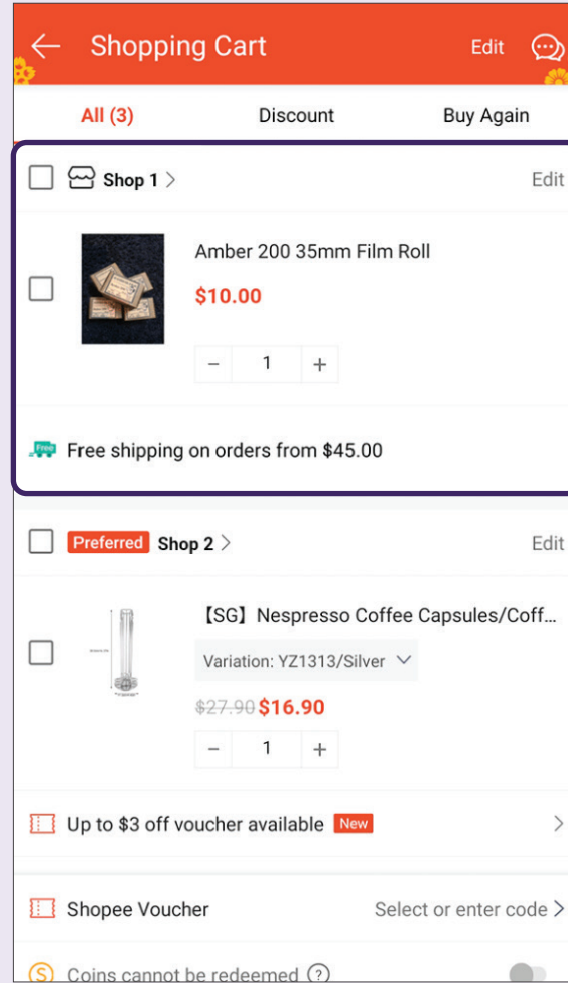 Shopping Cart Edit
All (3) Discount Buy Again
Shop 1 > Edit
Amber 200 35mm Film Roll
$10.00
− 1 +
Free
Free shipping on orders from $45.00
Preferred Shop 2 > Edit
【SG】Nespresso Coffee Capsules/Coff...
Variation: YZ1313/Silver
$27.90 $16.90
− 1 +
Up to $3 off voucher available New >
Shopee Voucher Select or enter code >
S Coins cannot be redeemed ?